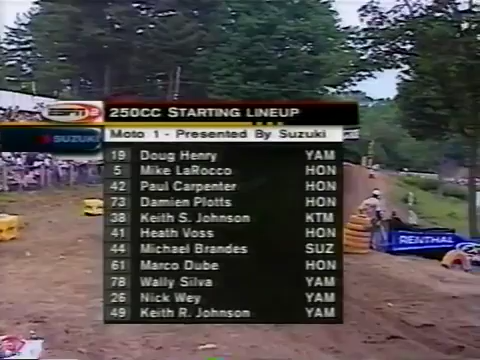 ESPN2
250CC STARTING LINEUP
SUZUKI
Moto 1 - Presented By Suzuki
19 Doug Henry YAM
5 Mike LaRocco HON
42 Paul Carpenter HON
73 Damien Plotts HON
38 Keith S. Johnson KTM
41 Heath Voss HON
44 Michael Brandes SUZ
61 Marco Dube HON
78 Wally Silva YAM
26 Nick Wey YAM
49 Keith R. Johnson YAM
RENTHAL